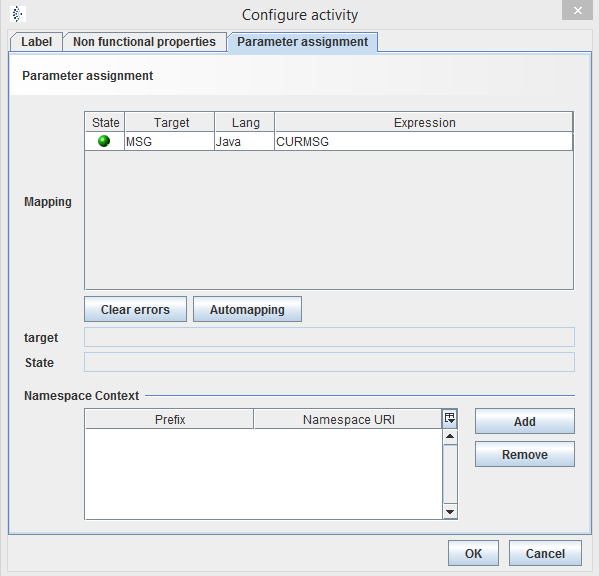 Configure activity
Label Non functional properties Parameter assignment
Parameter assignment
State Target Lang Expression
MSG Java CURMSG
Mapping
Clear errors Automapping
target
State
Namespace Context
Prefix Namespace URI
Add
Remove
OK Cancel